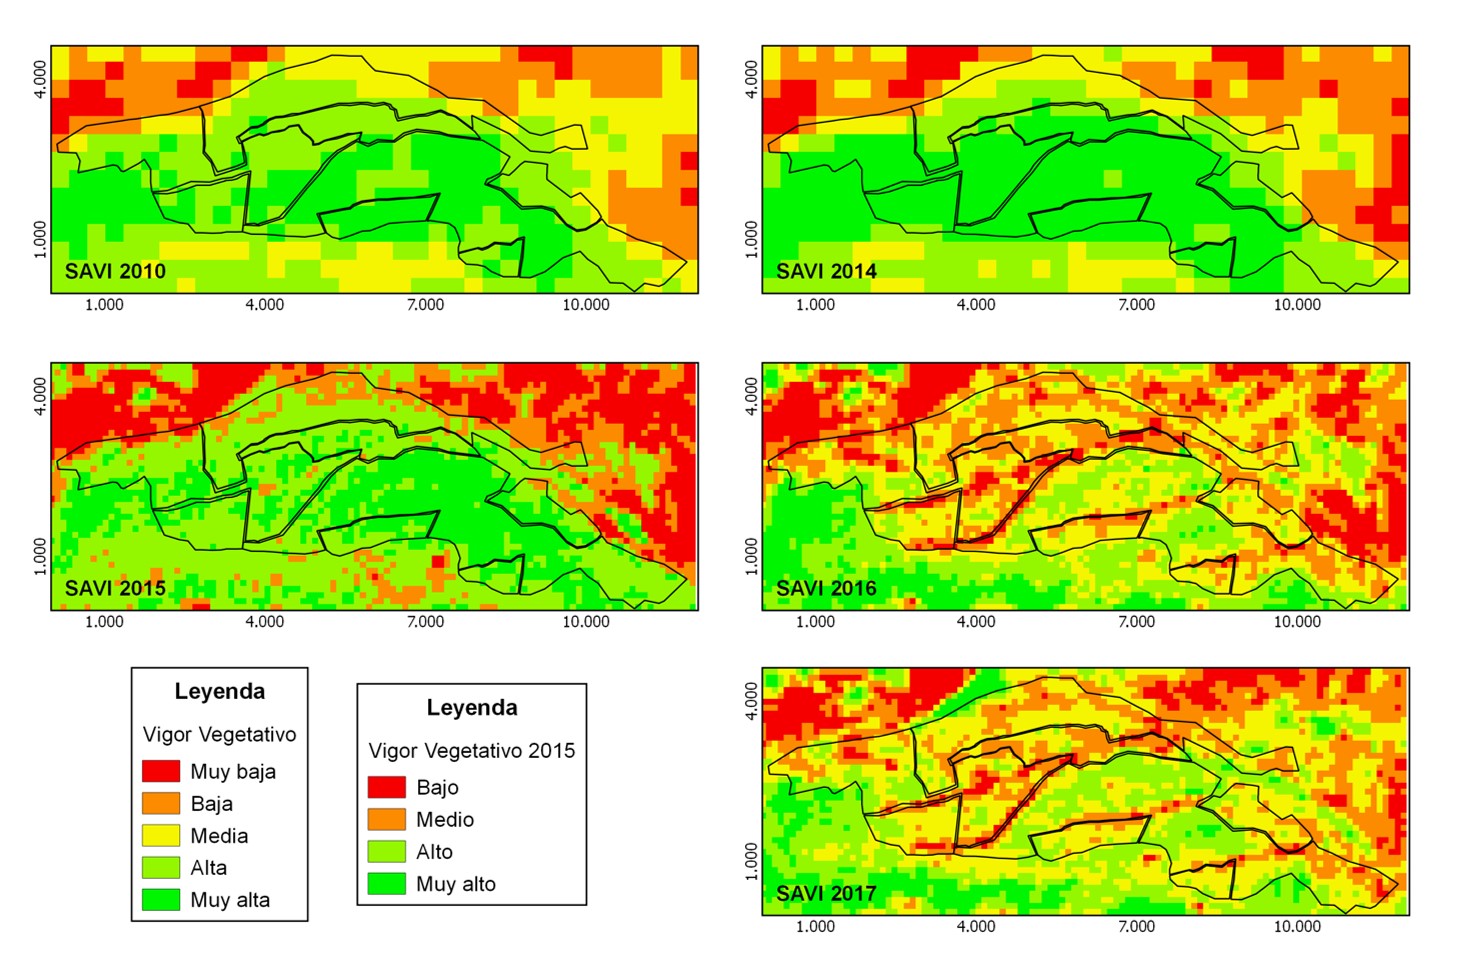 4.000
1.000
SAVI 2010
1.000
4.000
7.000
10.000
4.000
1.000
SAVI 2014
1.000
4.000
7.000
10.000
4.000
1.000
SAVI 2015
1.000
4.000
7.000
10.000
4.000
1.000
SAVI 2016
1.000
4.000
7.000
10.000
Leyenda
Vigor Vegetativo
Muy baja
Baja
Media
Alta
Muy alta
Leyenda
Vigor Vegetativo 2015
Bajo
Medio
Alto
Muy alto
4.000
1.000
SAVI 2017
1.000
4.000
7.000
10.000